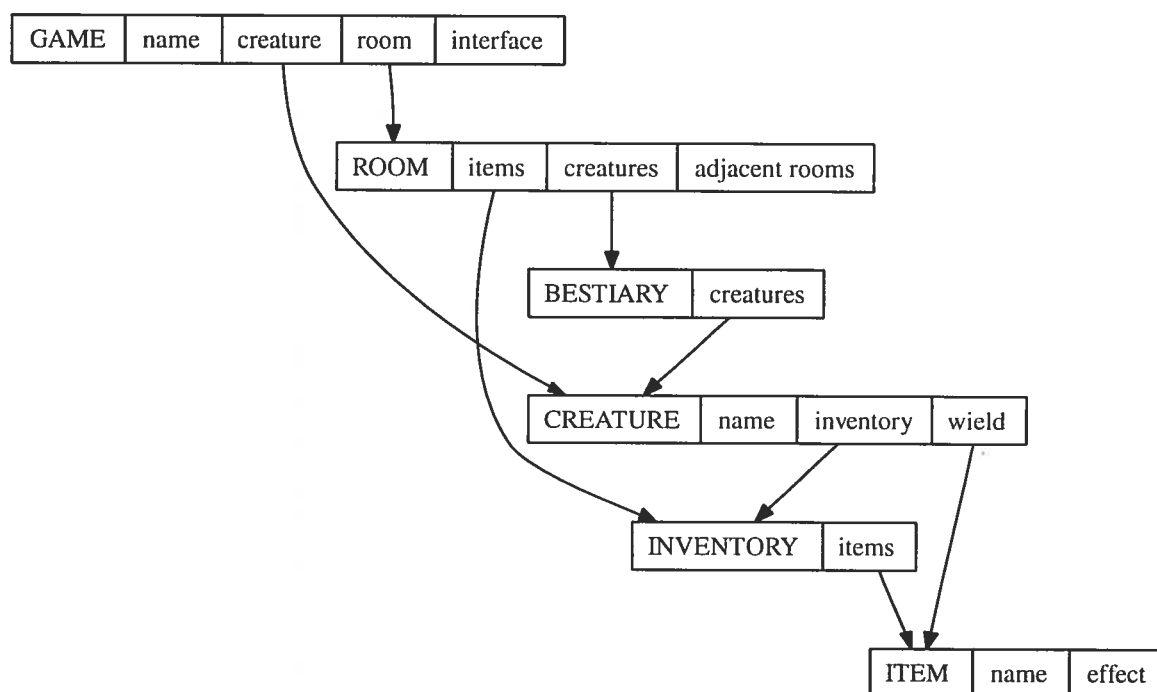 GAME name creature room interface
ROOM items creatures adjacent rooms
BESTIARY creatures
CREATURE name inventory wield
INVENTORY items
ITEM name effect